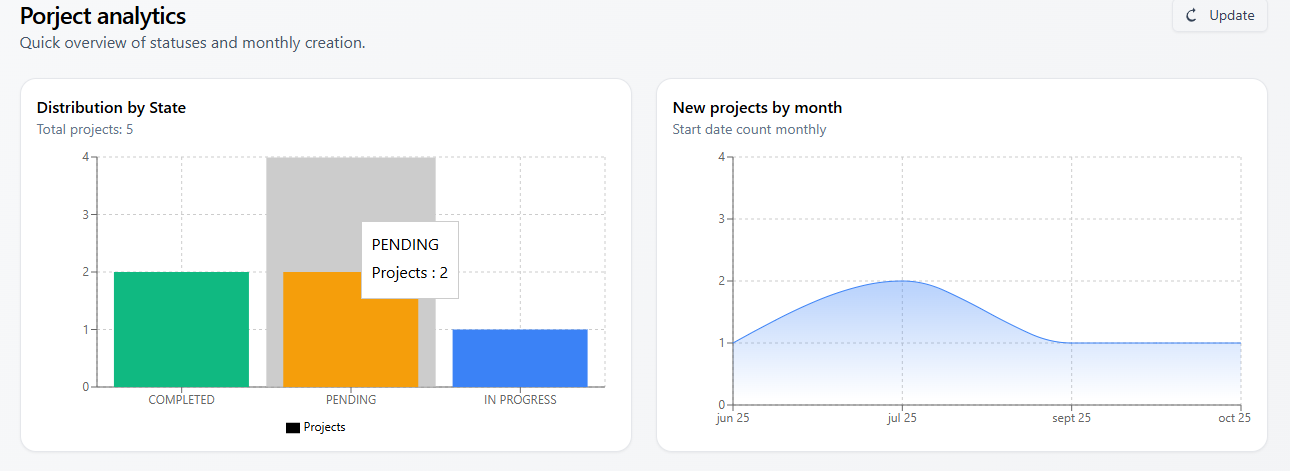 Porject analytics
Update
Quick overview of statuses and monthly creation.
Distribution by State
Total projects: 5
4
3
2
1
0
PENDING
Projects : 2
COMPLETED
PENDING
IN PROGRESS
Projects
New projects by month
Start date count monthly
4
3
2
1
0
jun 25
jul 25
sept 25
oct 25